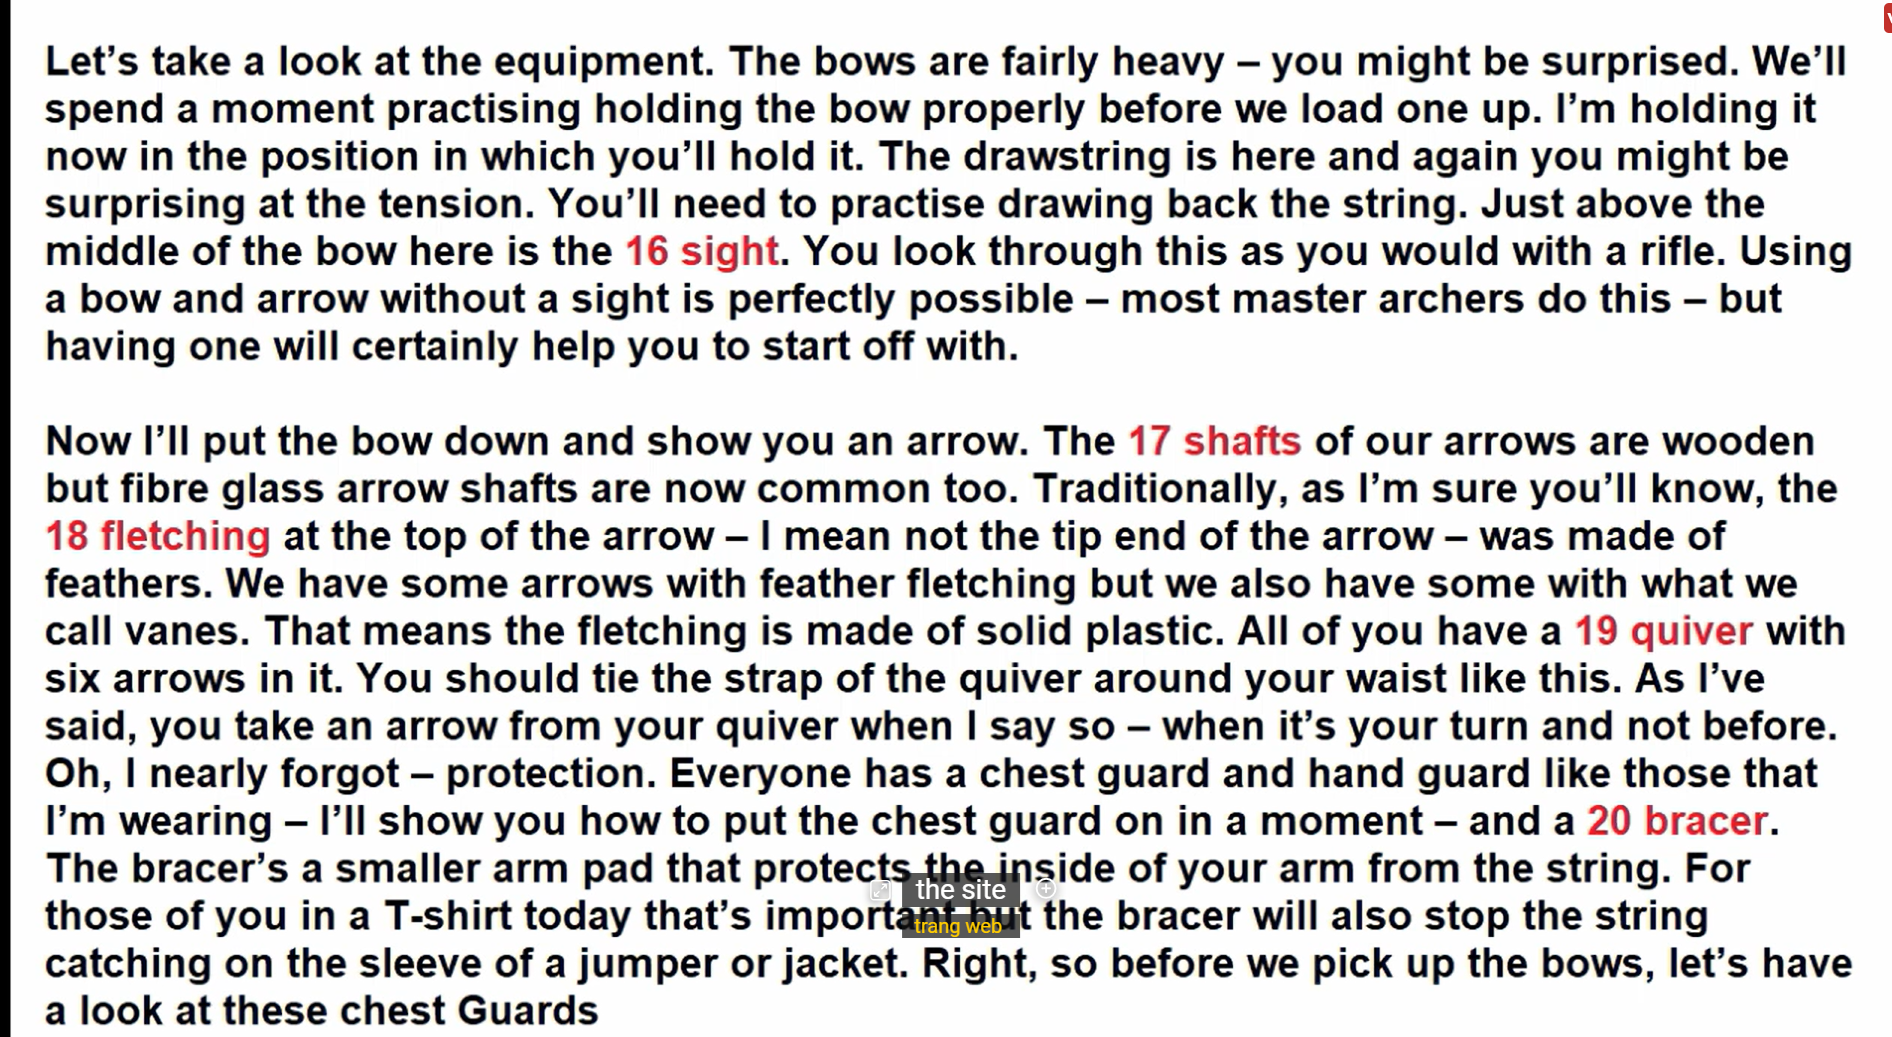 Let’s take a look at the equipment. The bows are fairly heavy – you might be surprised. We’ll
spend a moment practising holding the bow properly before we load one up. I’m holding it
now in the position in which you’ll hold it. The drawstring is here and again you might be
surprising at the tension. You’ll need to practise drawing back the string. Just above the
middle of the bow here is the 16 sight. You look through this as you would with a rifle. Using
a bow and arrow without a sight is perfectly possible – most master archers do this – but
having one will certainly help you to start off with.
Now I’ll put the bow down and show you an arrow. The 17 shafts of our arrows are wooden
but fibre glass arrow shafts are now common too. Traditionally, as I’m sure you’ll know, the
18 fletching at the top of the arrow – I mean not the tip end of the arrow – was made of
feathers. We have some arrows with feather fletching but we also have some with what we
call vanes. That means the fletching is made of solid plastic. All of you have a 19 quiver with
six arrows in it. You should tie the strap of the quiver around your waist like this. As I’ve
said, you take an arrow from your quiver when I say so – when it’s your turn and not before.
Oh, I nearly forgot – protection. Everyone has a chest guard and hand guard like those that
I’m wearing – I’ll show you how to put the chest guard on in a moment – and a 20 bracer.
The bracer’s a smaller arm pad that protects the inside of your arm from the string. For
the site
those of you in a T-shirt today that’s important but the bracer will also stop the string
trang web
catching on the sleeve of a jumper or jacket. Right, so before we pick up the bows, let’s have
a look at these chest Guards